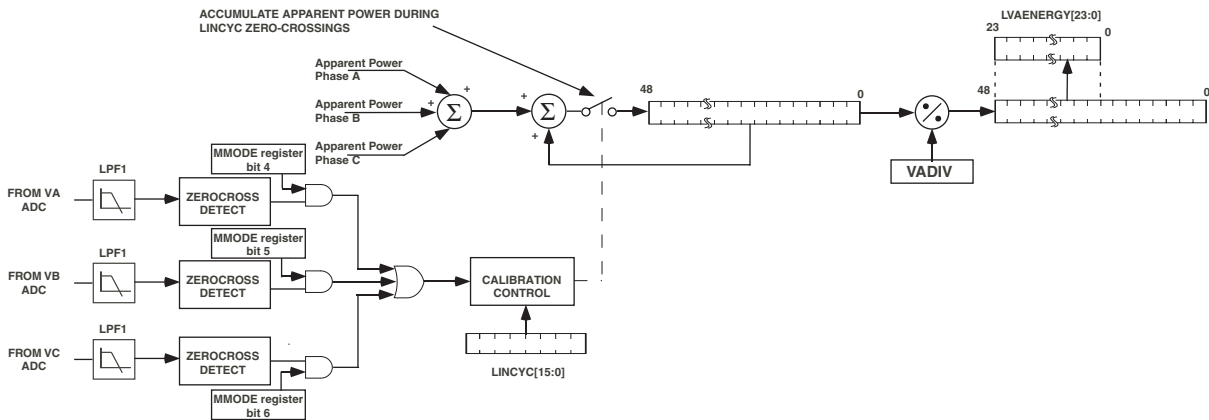 ACCUMULATE APPARENT POWER DURING
LINCYC ZERO-CROSSINGS
LVAENERGY[23:0]
23
0
Apparent Power
Phase A
+
+
Apparent Power
Phase B
Σ
+
Σ
+
48
0
48
0
Apparent Power
Phase C
VADIV
MMODE register
bit 4
LPF1
FROM VA
ADC
ZEROCROSS
DETECT
MMODE register
bit 5
LPF1
FROM VB
ADC
ZEROCROSS
DETECT
CALIBRATION
CONTROL
LPF1
FROM VC
ADC
ZEROCROSS
DETECT
LINCYC[15:0]
MMODE register
bit 6